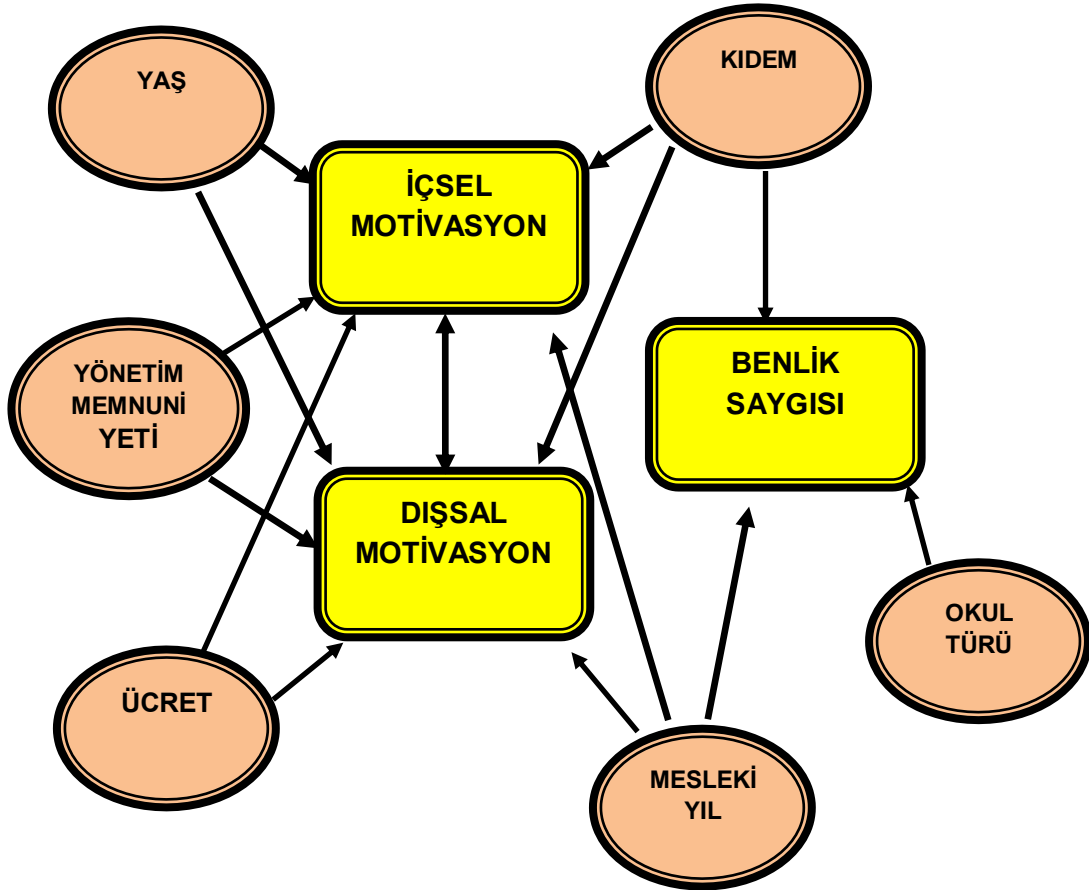 YAŞ
KIDEM
İÇSEL
MOTİVASYON
YÖNETİM
MEMNUNİ
YETİ
BENLİK
SAYGISI
DIŞSAL
MOTİVASYON
OKUL
TÜRÜ
ÜCRET
MESLEKİ
YIL